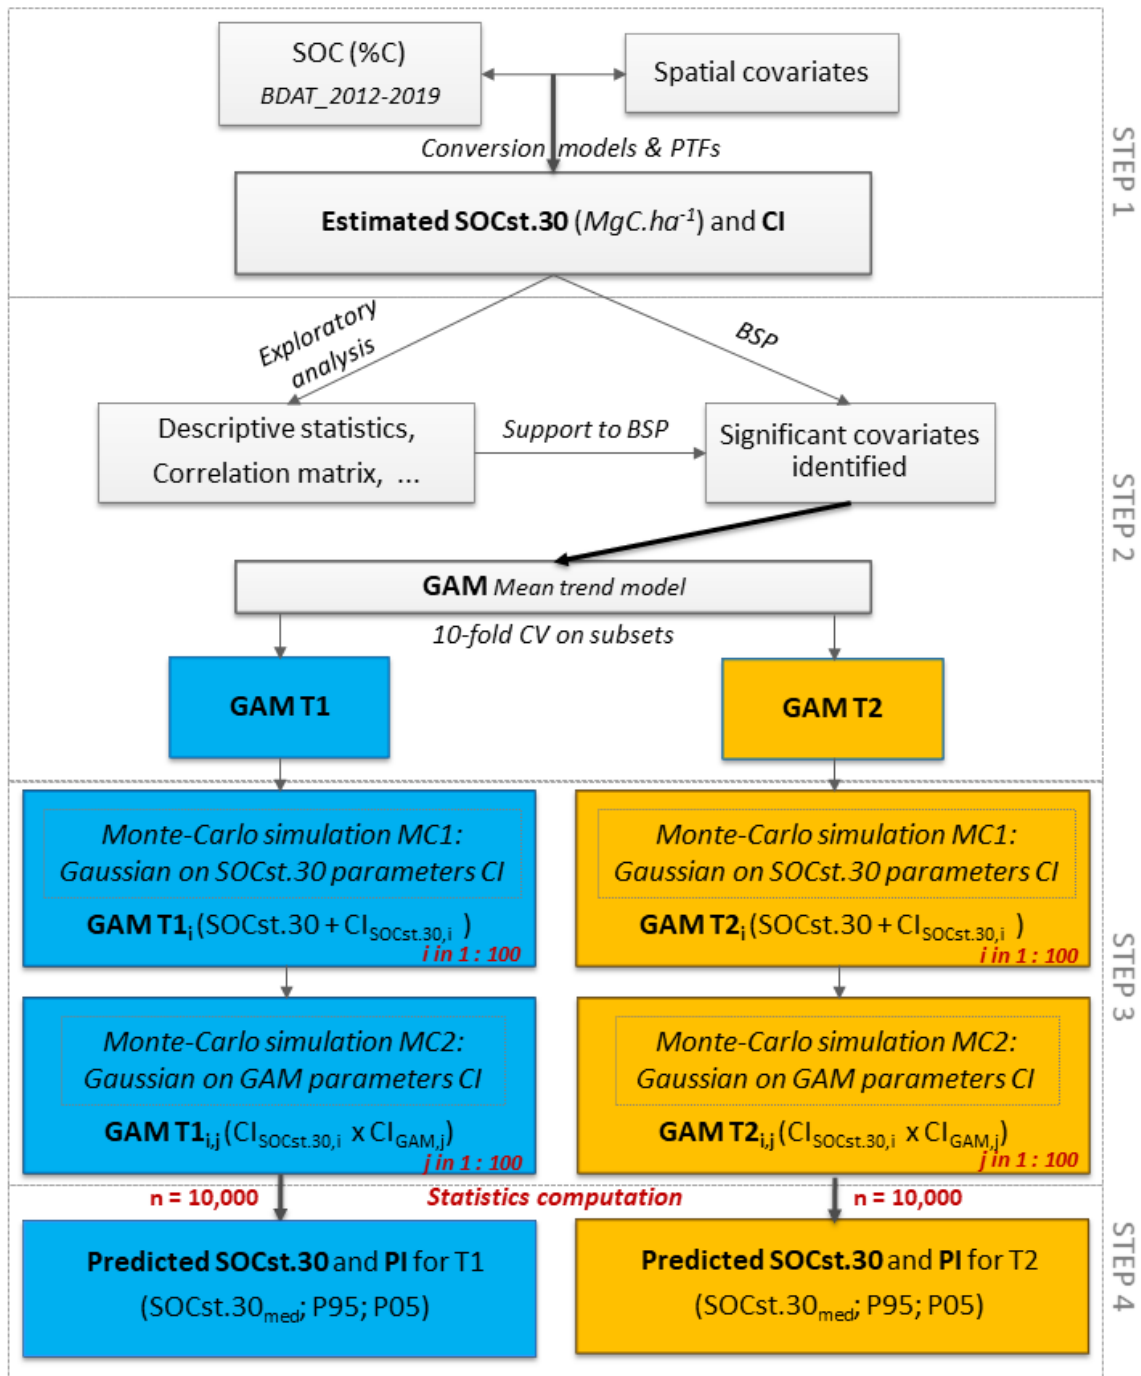 SOC (%C)
BDAT_2012-2019
Spatial covariates
Conversion models & PTFs
Estimated SOCst.30 (MgC.ha⁻¹) and CI
STEP 1
Exploratory
analysis
BSP
Descriptive statistics,
Correlation matrix, ...
Support to BSP
Significant covariates
identified
GAM Mean trend model
10-fold CV on subsets
GAM T1
GAM T2
STEP 2
Monte-Carlo simulation MC1:
Gaussian on SOCst.30 parameters CI
GAM T1i(SOCst.30 + CISOCst.30,i )
i in 1 : 100
Monte-Carlo simulation MC1:
Gaussian on SOCst.30 parameters CI
GAM T2i(SOCst.30 + CISOCst.30,i )
i in 1 : 100
Monte-Carlo simulation MC2:
Gaussian on GAM parameters CI
GAM T1i,j(CISOCst.30,i x CIGAM,j)
j in 1 : 100
Monte-Carlo simulation MC2:
Gaussian on GAM parameters CI
GAM T2i,j(CISOCst.30,i x CIGAM,j)
j in 1 : 100
STEP 3
n = 10,000
Statistics computation
n = 10,000
Predicted SOCst.30 and PI for T1
(SOCst.30med; P95; P05)
Predicted SOCst.30 and PI for T2
(SOCst.30med; P95; P05)
STEP 4